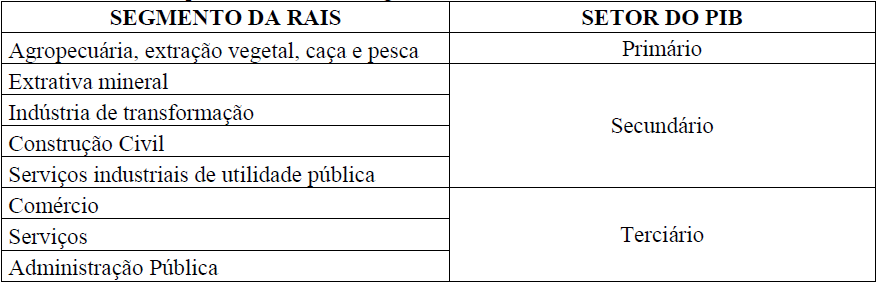 SEGMENTO DA RAIS SETOR DO PIB
Agropecuária, extração vegetal, caça e pesca Primário
Extrativa mineral
Indústria de transformação
Secundário
Construção Civil
Serviços industriais de utilidade pública
Comércio
Serviços
Terciário
Administração Pública